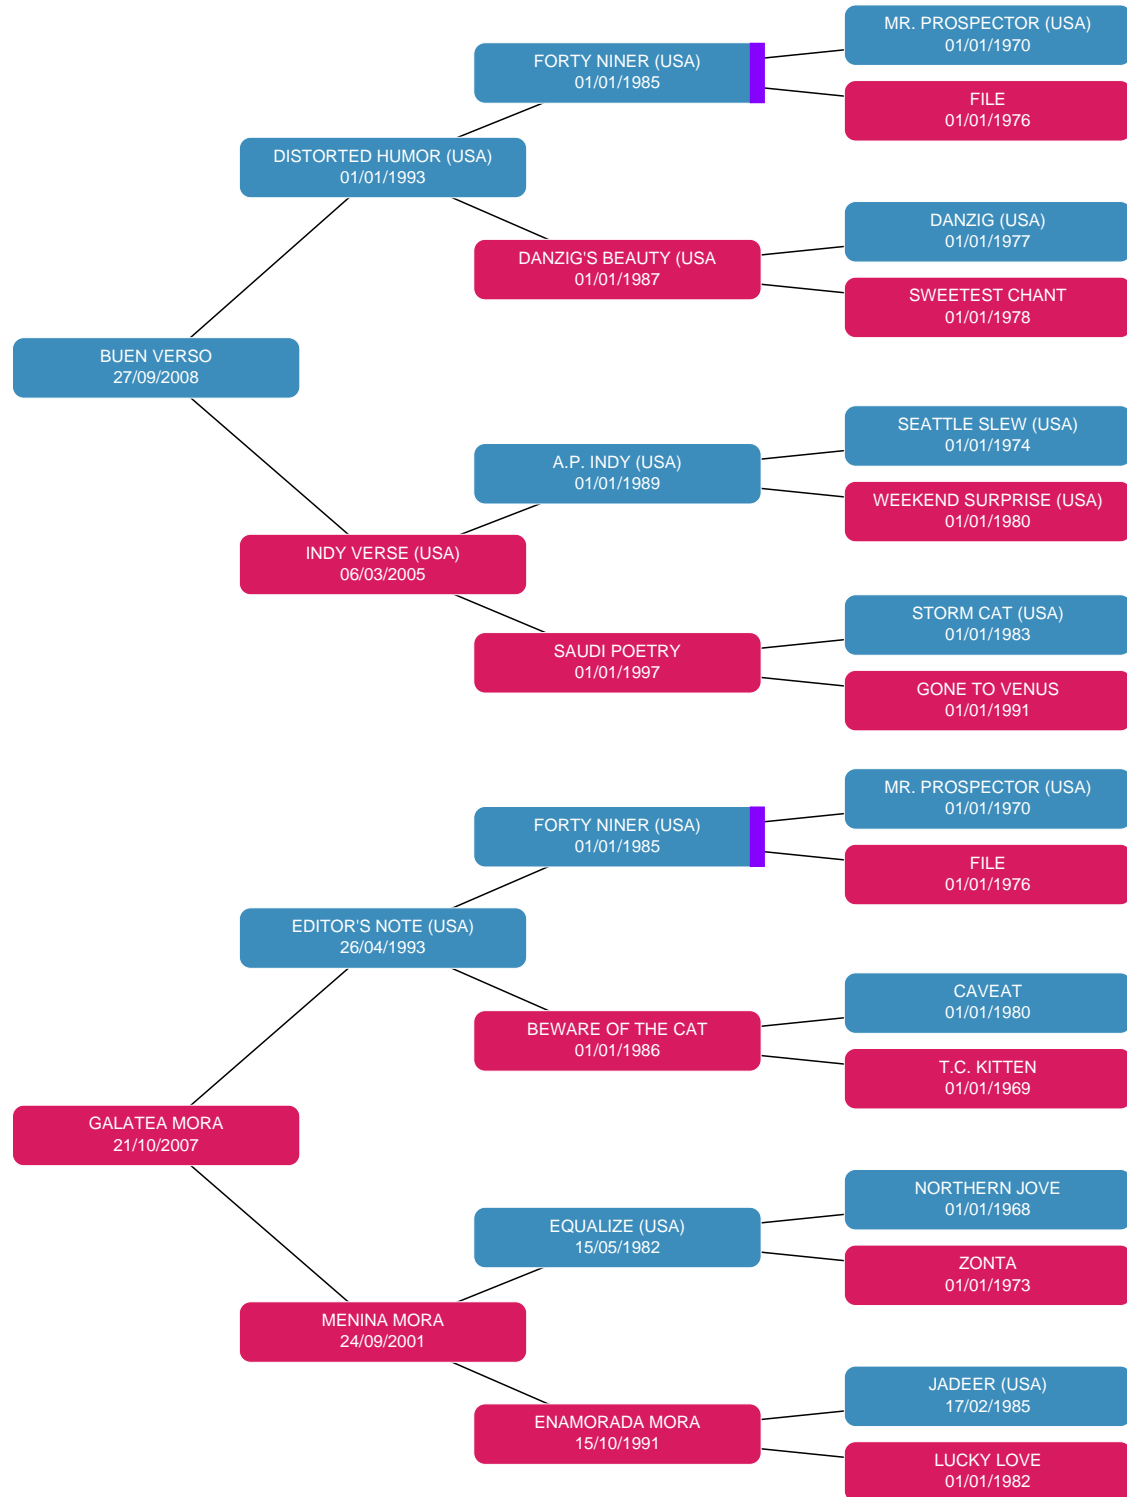 MR. PROSPECTOR (USA)
01/01/1970
FORTY NINER (USA)
01/01/1985
FILE
01/01/1976
DISTORTED HUMOR (USA)
01/01/1993
DANZIG (USA)
01/01/1977
DANZIG'S BEAUTY (USA
01/01/1987
SWEETEST CHANT
01/01/1978
BUEN VERSO
27/09/2008
SEATTLE SLEW (USA)
01/01/1974
A.P. INDY (USA)
01/01/1989
WEEKEND SURPRISE (USA)
01/01/1980
INDY VERSE (USA)
06/03/2005
STORM CAT (USA)
01/01/1983
SAUDI POETRY
01/01/1997
GONE TO VENUS
01/01/1991
MR. PROSPECTOR (USA)
01/01/1970
FORTY NINER (USA)
01/01/1985
FILE
01/01/1976
EDITOR'S NOTE (USA)
26/04/1993
CAVEAT
01/01/1980
BEWARE OF THE CAT
01/01/1986
T.C. KITTEN
01/01/1969
GALATEA MORA
21/10/2007
NORTHERN JOVE
01/01/1968
EQUALIZE (USA)
15/05/1982
ZONTA
01/01/1973
MENINA MORA
24/09/2001
JADEER (USA)
17/02/1985
ENAMORADA MORA
15/10/1991
LUCKY LOVE
01/01/1982